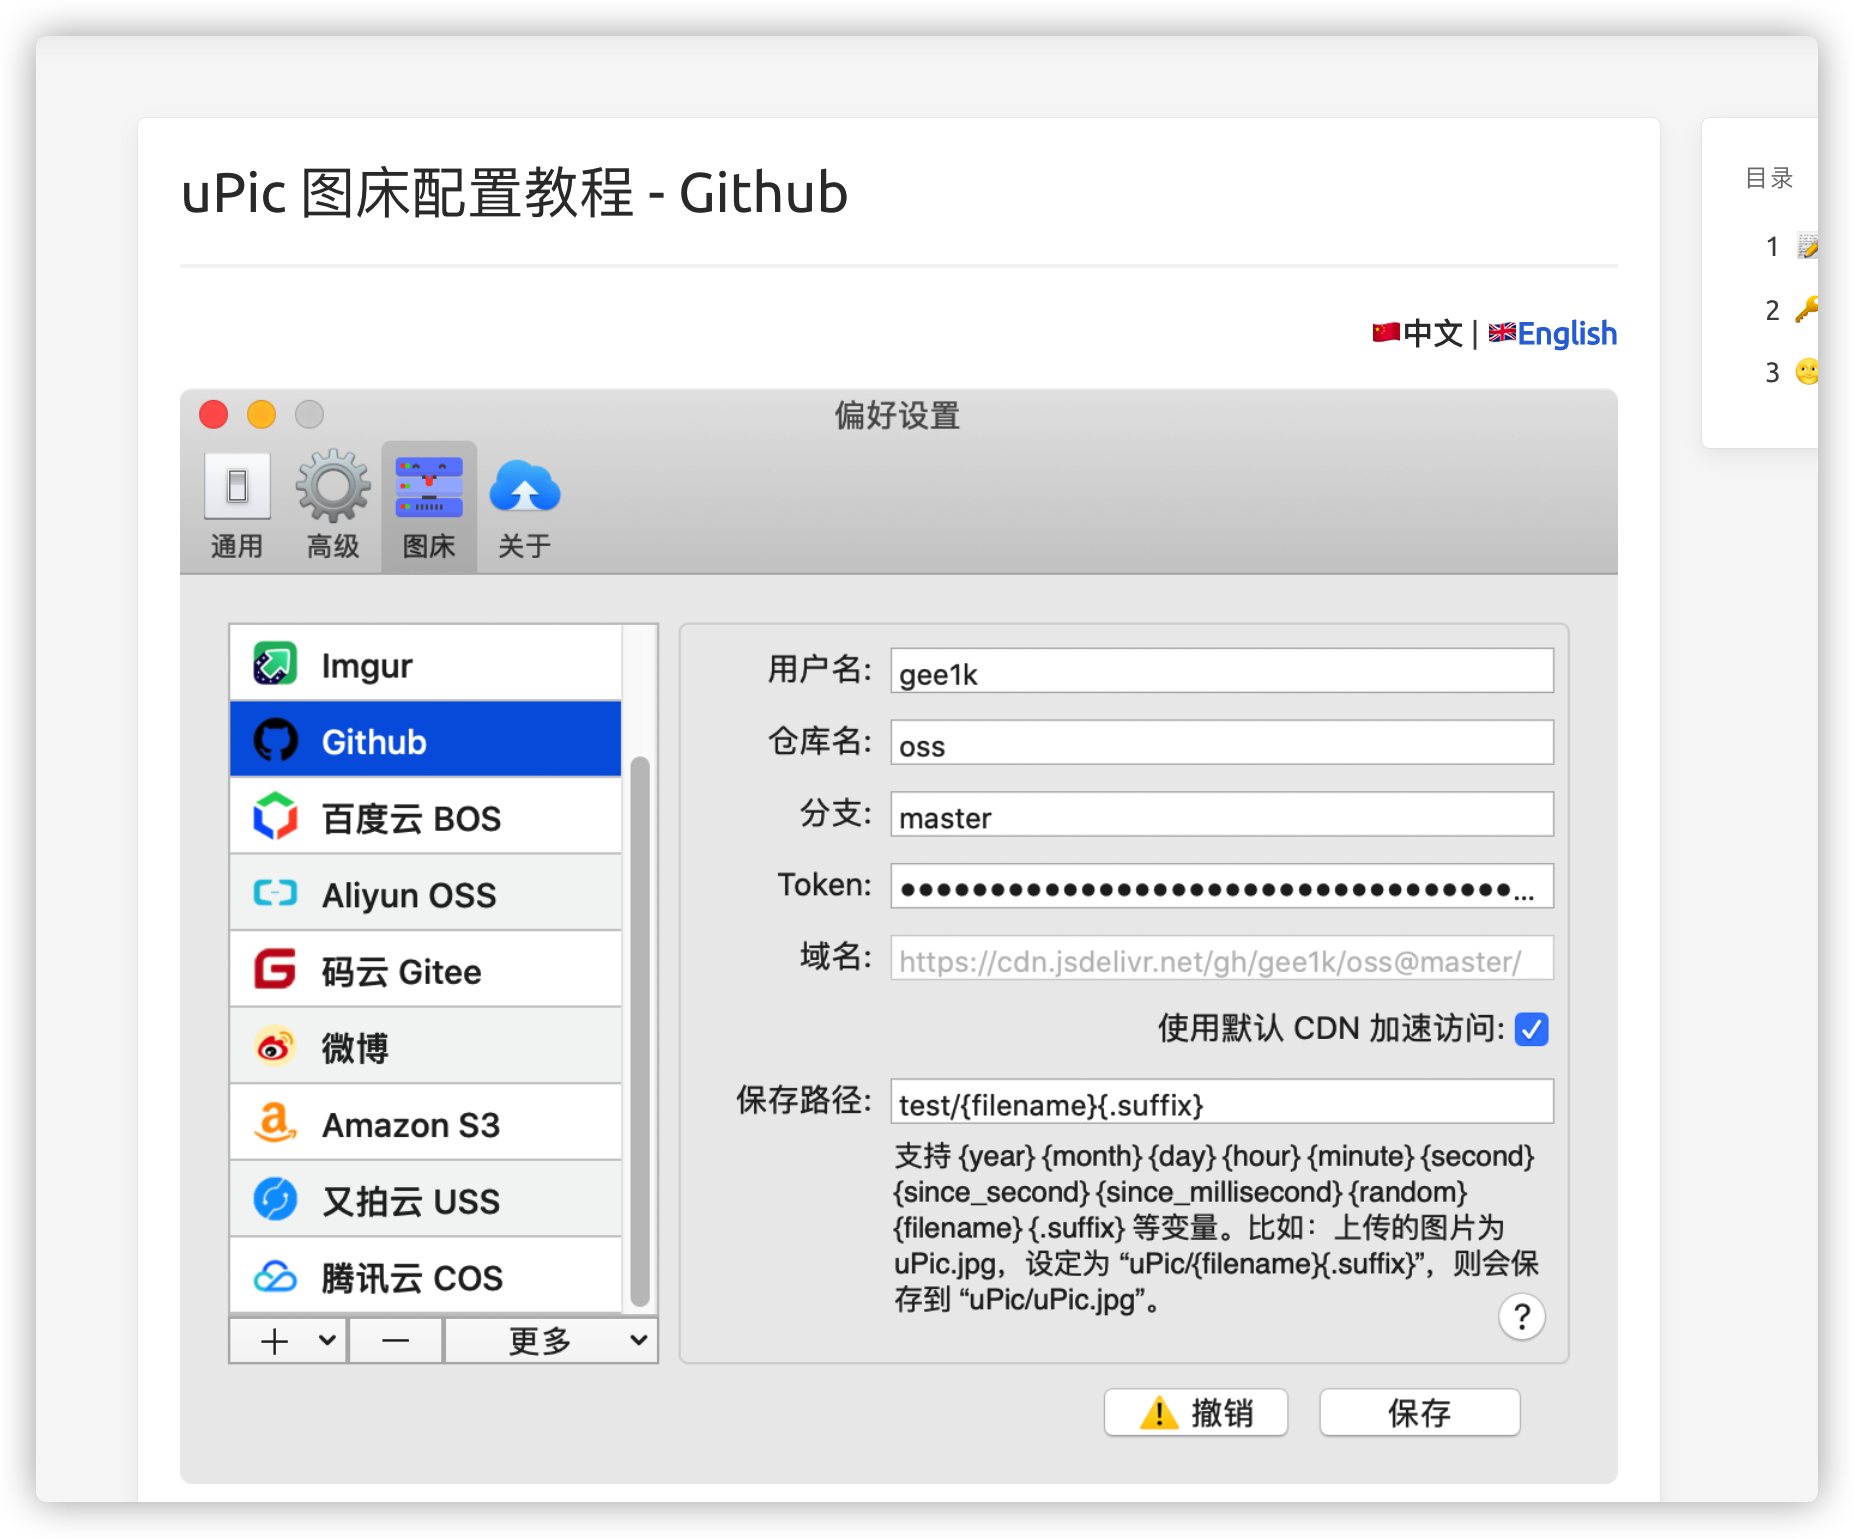 uPic 图床配置教程 - Github
目录
1
2
3
中文 | English
偏好设置
通用
高级
图床
关于
Imgur
Github
百度云 BOS
Aliyun OSS
码云 Gitee
微博
Amazon S3
又拍云 USS
腾讯云 COS
更多
用户名: gee1k
仓库名: oss
分支: master
Token: ●●●●●●●●●●●●●●●●●●●●●●●●●●●●●●●●●●...
域名: https://cdn.jsdelivr.net/gh/gee1k/oss@master/
使用默认 CDN 加速访问:
保存路径: test/{filename}{.suffix}
支持 {year} {month} {day} {hour} {minute} {second}
{since_second} {since_millisecond} {random}
{filename} {.suffix} 等变量。比如：上传的图片为
uPic.jpg，设定为 “uPic/{filename}{.suffix}”，则会保
存到 “uPic/uPic.jpg”。
?
撤销
保存